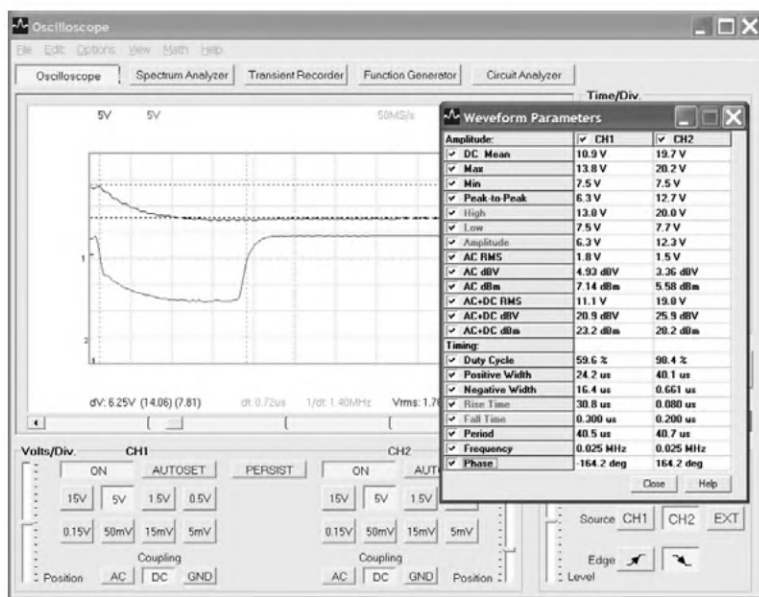 Oscilloscope
File Edit Options View Math Help
Oscilloscope Spectrum Analyzer Transient Recorder Function Generator Circuit Analyzer
Time/Div.
5V 5V 50MS/s
Weveform Parameters
Amplitude: CH1 CH2
DC Mean 10.9 V 19.7 V
Max 13.8 V 20.2 V
Min 7.5 V 7.5 V
Peak-to-Peak 6.3 V 12.7 V
High 13.8 V 20.0 V
Low 7.5 V 7.7 V
Amplitude 6.3 V 12.3 V
AC RMS 1.8 V 1.5 V
AC dBV 4.93 dBV 3.36 dBV
AC dBm 7.14 dBm 5.58 dBm
AC+DC RMS 11.1 V 19.8 V
AC+DC dBV 20.9 dBV 25.9 dBV
AC+DC dBm 23.2 dBm 28.2 dBm
Timing:
Duty Cycle 59.6 % 98.4 %
Positive Width 24.2 us 40.1 us
Negative Width 16.4 us 0.661 us
Rise Time 30.8 us 0.080 us
Fall Time 0.300 us 0.200 us
Period 40.5 us 40.7 us
Frequency 0.025 MHz 0.025 MHz
Phase -164.2 deg 164.2 deg
Close Help
1
2
1
dV: 6.25V (14.06) (7.81) dt 0.72us 1/dt 1.40MHz Vrms: 1.76
Volts/Div. CH1 CH2
ON AUTOSET PERSIST ON
15V 5V 1.5V 0.5V 15V 5V 1.5V
0.15V 50mV 15mV 5mV 0.15V 50mV 15mV 5mV
Coupling Coupling
Position AC DC GND AC DC GND Position
Source CH1 CH2 EXT
Edge
Level